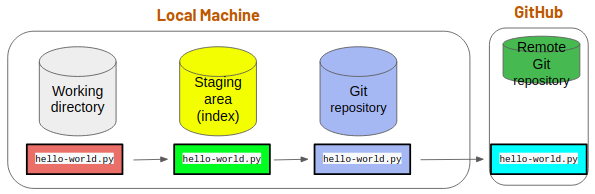 Local Machine
GitHub
Working
directory
Staging
area
(index)
Git
repository
Remote
Git
repository
hello-world.py
hello-world.py
hello-world.py
hello-world.py